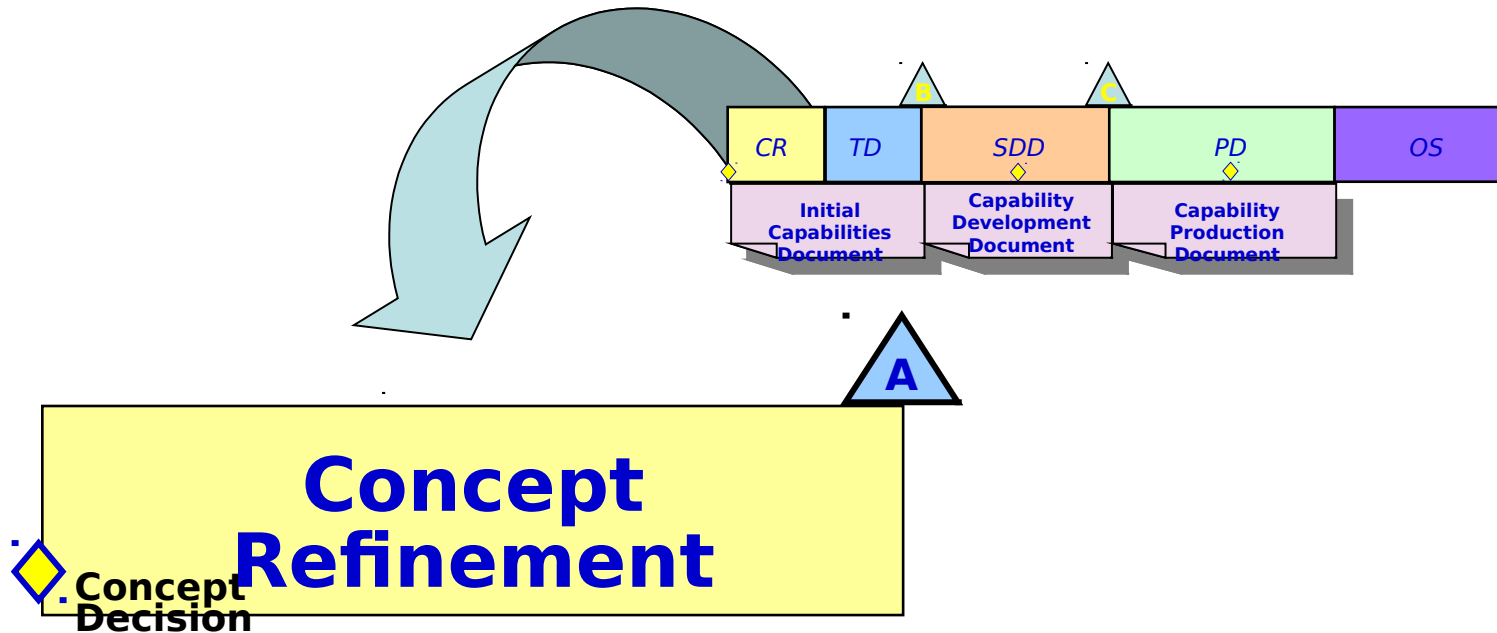 B
C
CR
TD
SDD
PD
OS
Initial
Capabilities
Document
Capability
Development
Document
Capability
Production
Document
A
Concept
Refinement
Concept
Decision